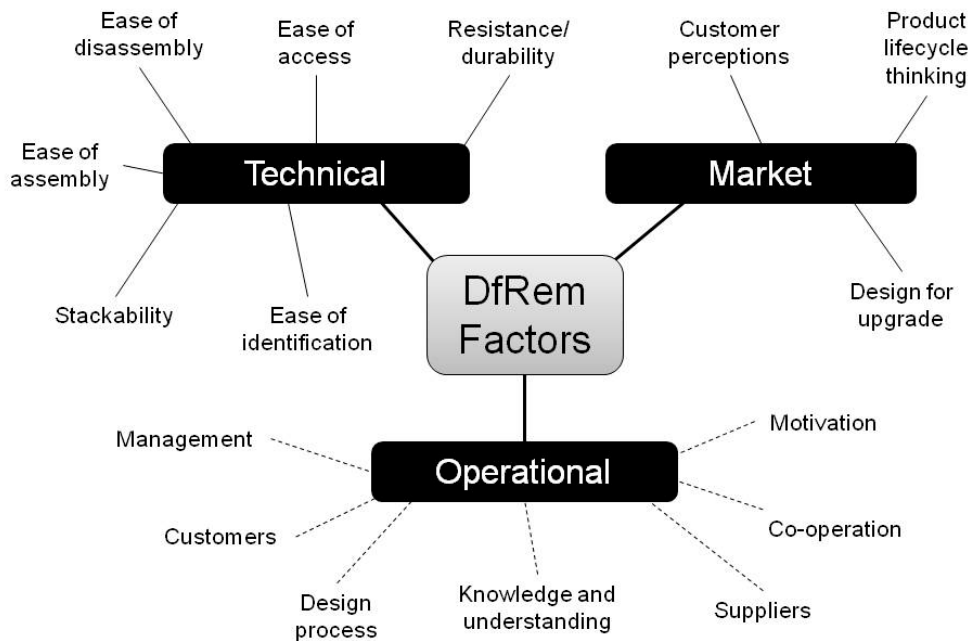 Ease of
disassembly
Ease of
access
Resistance/
durability
Customer
perceptions
Product
lifecycle
thinking
Ease of
assembly
Technical
Market
Stackability
Ease of
identification
DfRem
Factors
Design for
upgrade
Management
Motivation
Operational
Customers
Co-operation
Design
process
Knowledge and
understanding
Suppliers